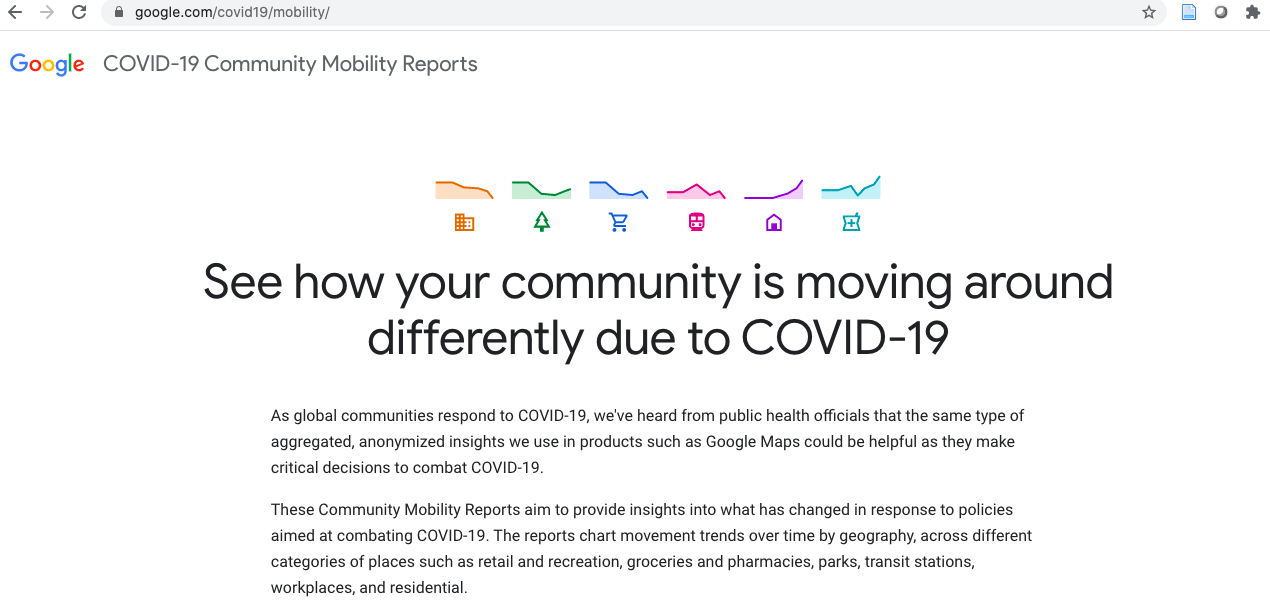 google.com/covid19/mobility/
Google COVID-19 Community Mobility Reports
See how your community is moving around
differently due to COVID-19
As global communities respond to COVID-19, we've heard from public health officials that the same type of
aggregated, anonymized insights we use in products such as Google Maps could be helpful as they make
critical decisions to combat COVID-19.
These Community Mobility Reports aim to provide insights into what has changed in response to policies
aimed at combating COVID-19. The reports chart movement trends over time by geography, across different
categories of places such as retail and recreation, groceries and pharmacies, parks, transit stations,
workplaces, and residential.